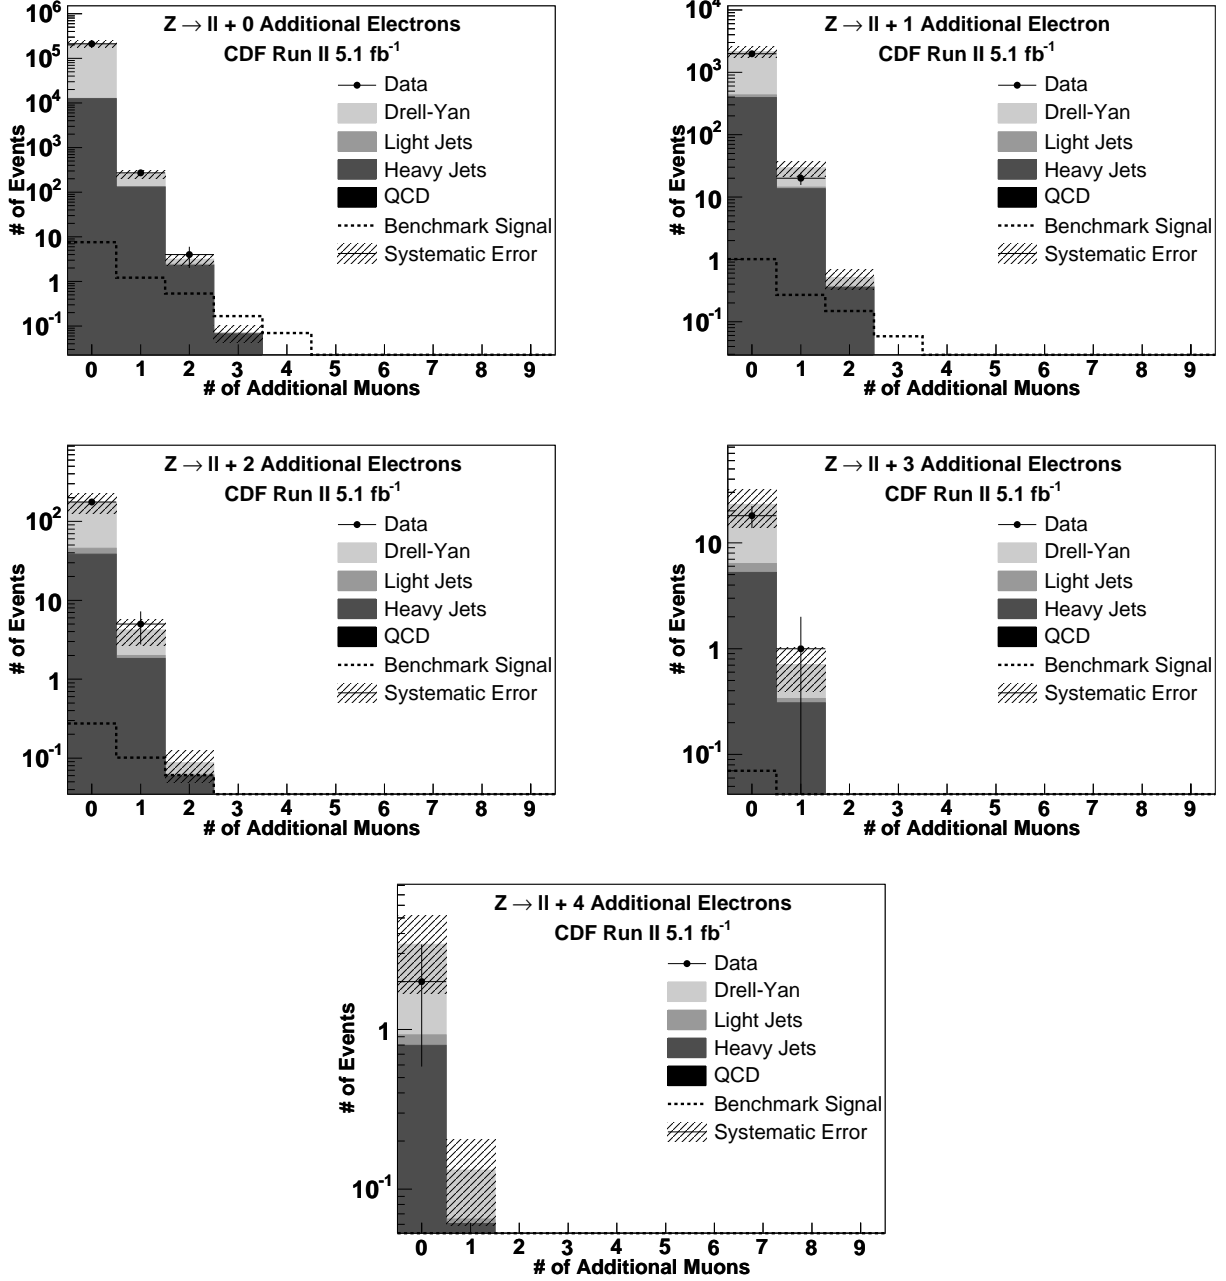 Z → ll + 0 Additional Electrons
CDF Run II 5.1 fb⁻¹
Data
Drell-Yan
Light Jets
Heavy Jets
QCD
Benchmark Signal
Systematic Error
# of Events
10⁶
10⁵
10⁴
10³
10²
10
1
10⁻¹
0 1 2 3 4 5 6 7 8 9
# of Additional Muons
Z → ll + 1 Additional Electron
CDF Run II 5.1 fb⁻¹
Data
Drell-Yan
Light Jets
Heavy Jets
QCD
Benchmark Signal
Systematic Error
# of Events
10⁴
10³
10²
10
1
10⁻¹
0 1 2 3 4 5 6 7 8 9
# of Additional Muons
Z → ll + 2 Additional Electrons
CDF Run II 5.1 fb⁻¹
Data
Drell-Yan
Light Jets
Heavy Jets
QCD
Benchmark Signal
Systematic Error
# of Events
10²
10
1
10⁻¹
0 1 2 3 4 5 6 7 8 9
# of Additional Muons
Z → ll + 3 Additional Electrons
CDF Run II 5.1 fb⁻¹
Data
Drell-Yan
Light Jets
Heavy Jets
QCD
Benchmark Signal
Systematic Error
# of Events
10
1
10⁻¹
0 1 2 3 4 5 6 7 8 9
# of Additional Muons
Z → ll + 4 Additional Electrons
CDF Run II 5.1 fb⁻¹
Data
Drell-Yan
Light Jets
Heavy Jets
QCD
Benchmark Signal
Systematic Error
# of Events
1
10⁻¹
0 1 2 3 4 5 6 7 8 9
# of Additional Muons